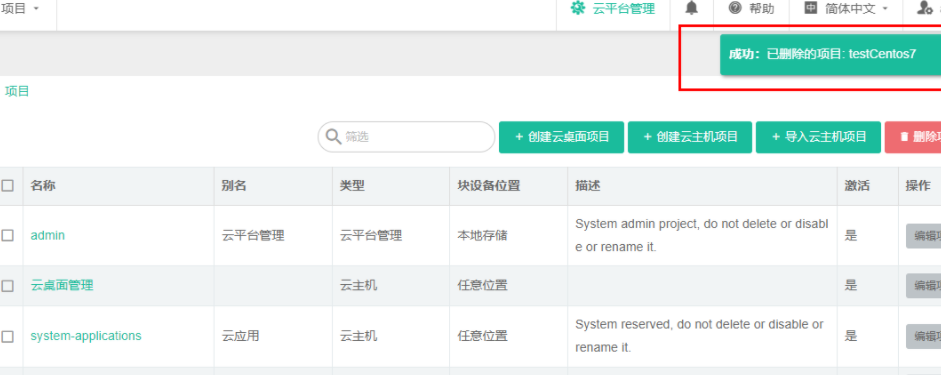 项目
云平台管理
帮助
中 简体中文
成功：已删除的项目: testCentos7
项目
筛选
+ 创建云桌面项目
+ 创建云主机项目
+ 导入云主机项目
删除项
名称 别名 类型 块设备位置 描述 激活 操作
admin 云平台管理 云平台管理 本地存储 System admin project, do not delete or disabl 是 编辑项
e or rename it.
云桌面管理 云主机 任意位置 是 编辑项
system-applications 云应用 云主机 任意位置 System reserved, do not delete or disable or 是 编辑项
rename it.